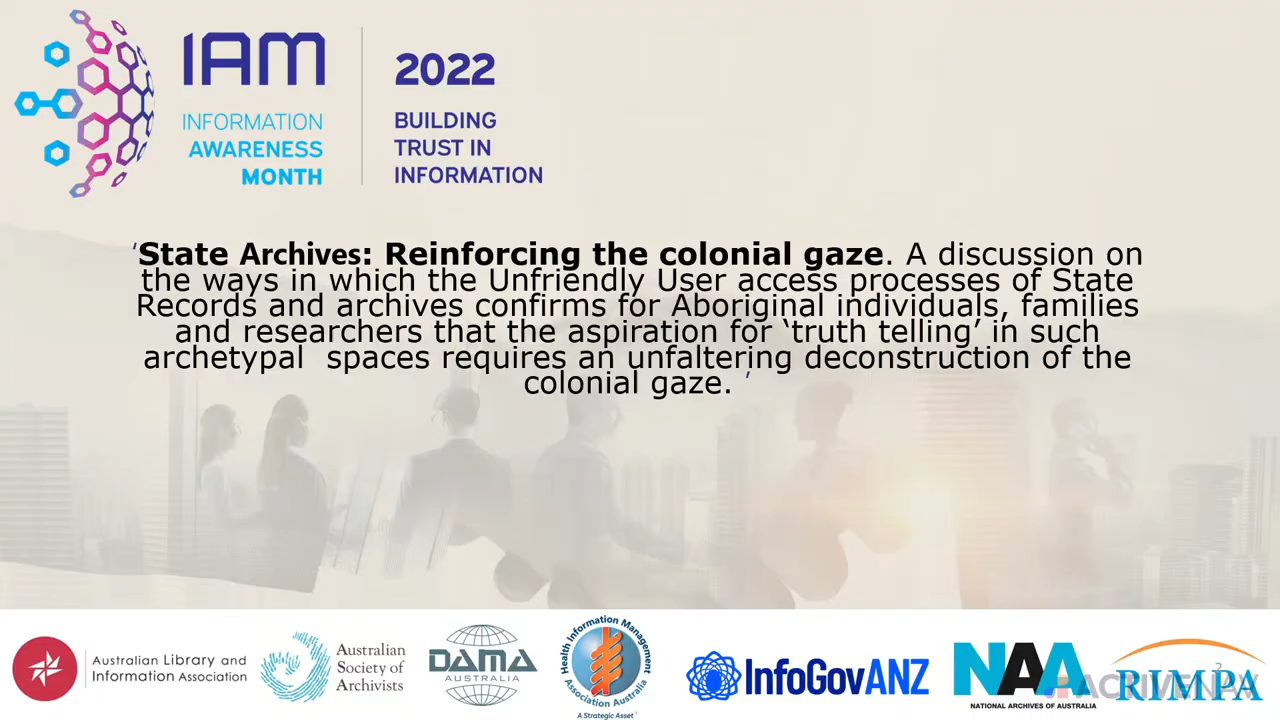 IAM
INFORMATION
AWARENESS
MONTH
2022
BUILDING
TRUST IN
INFORMATION
‘State Archives: Reinforcing the colonial gaze. A discussion on
the ways in which the Unfriendly User access processes of State
Records and archives confirms for Aboriginal individuals, families
and researchers that the aspiration for ‘truth telling’ in such
archetypal  spaces requires an unfaltering deconstruction of the
colonial gaze. ’
Australian Library and
Information Association
Australian
Society of
Archivists
DAMA
AUSTRALIA
Health Information Management
Association Australia
A Strategic Asset
InfoGovANZ
NAA
NATIONAL ARCHIVES OF AUSTRALIA
ACTIVENAV
RIMPA
2